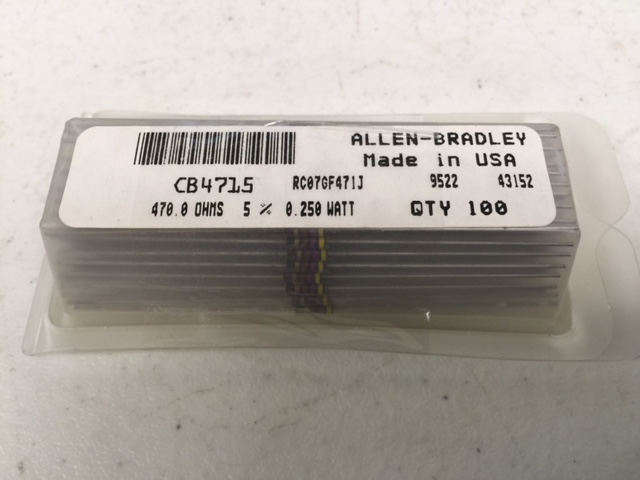 ALLEN-BRADLEY
Made in USA
CB4715 RC07GF471J 9522 43152
470.0 OHMS 5 % 0.250 WATT QTY 100